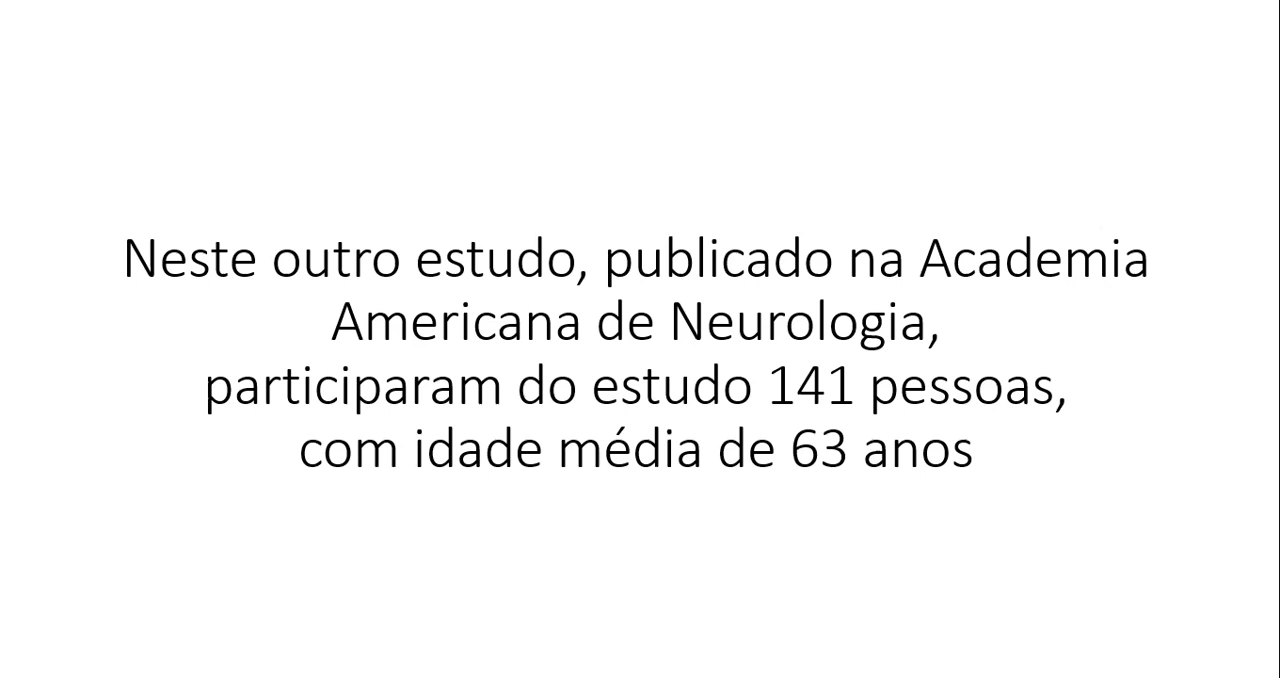 Neste outro estudo, publicado na Academia
Americana de Neurologia,
participaram do estudo 141 pessoas,
com idade média de 63 anos